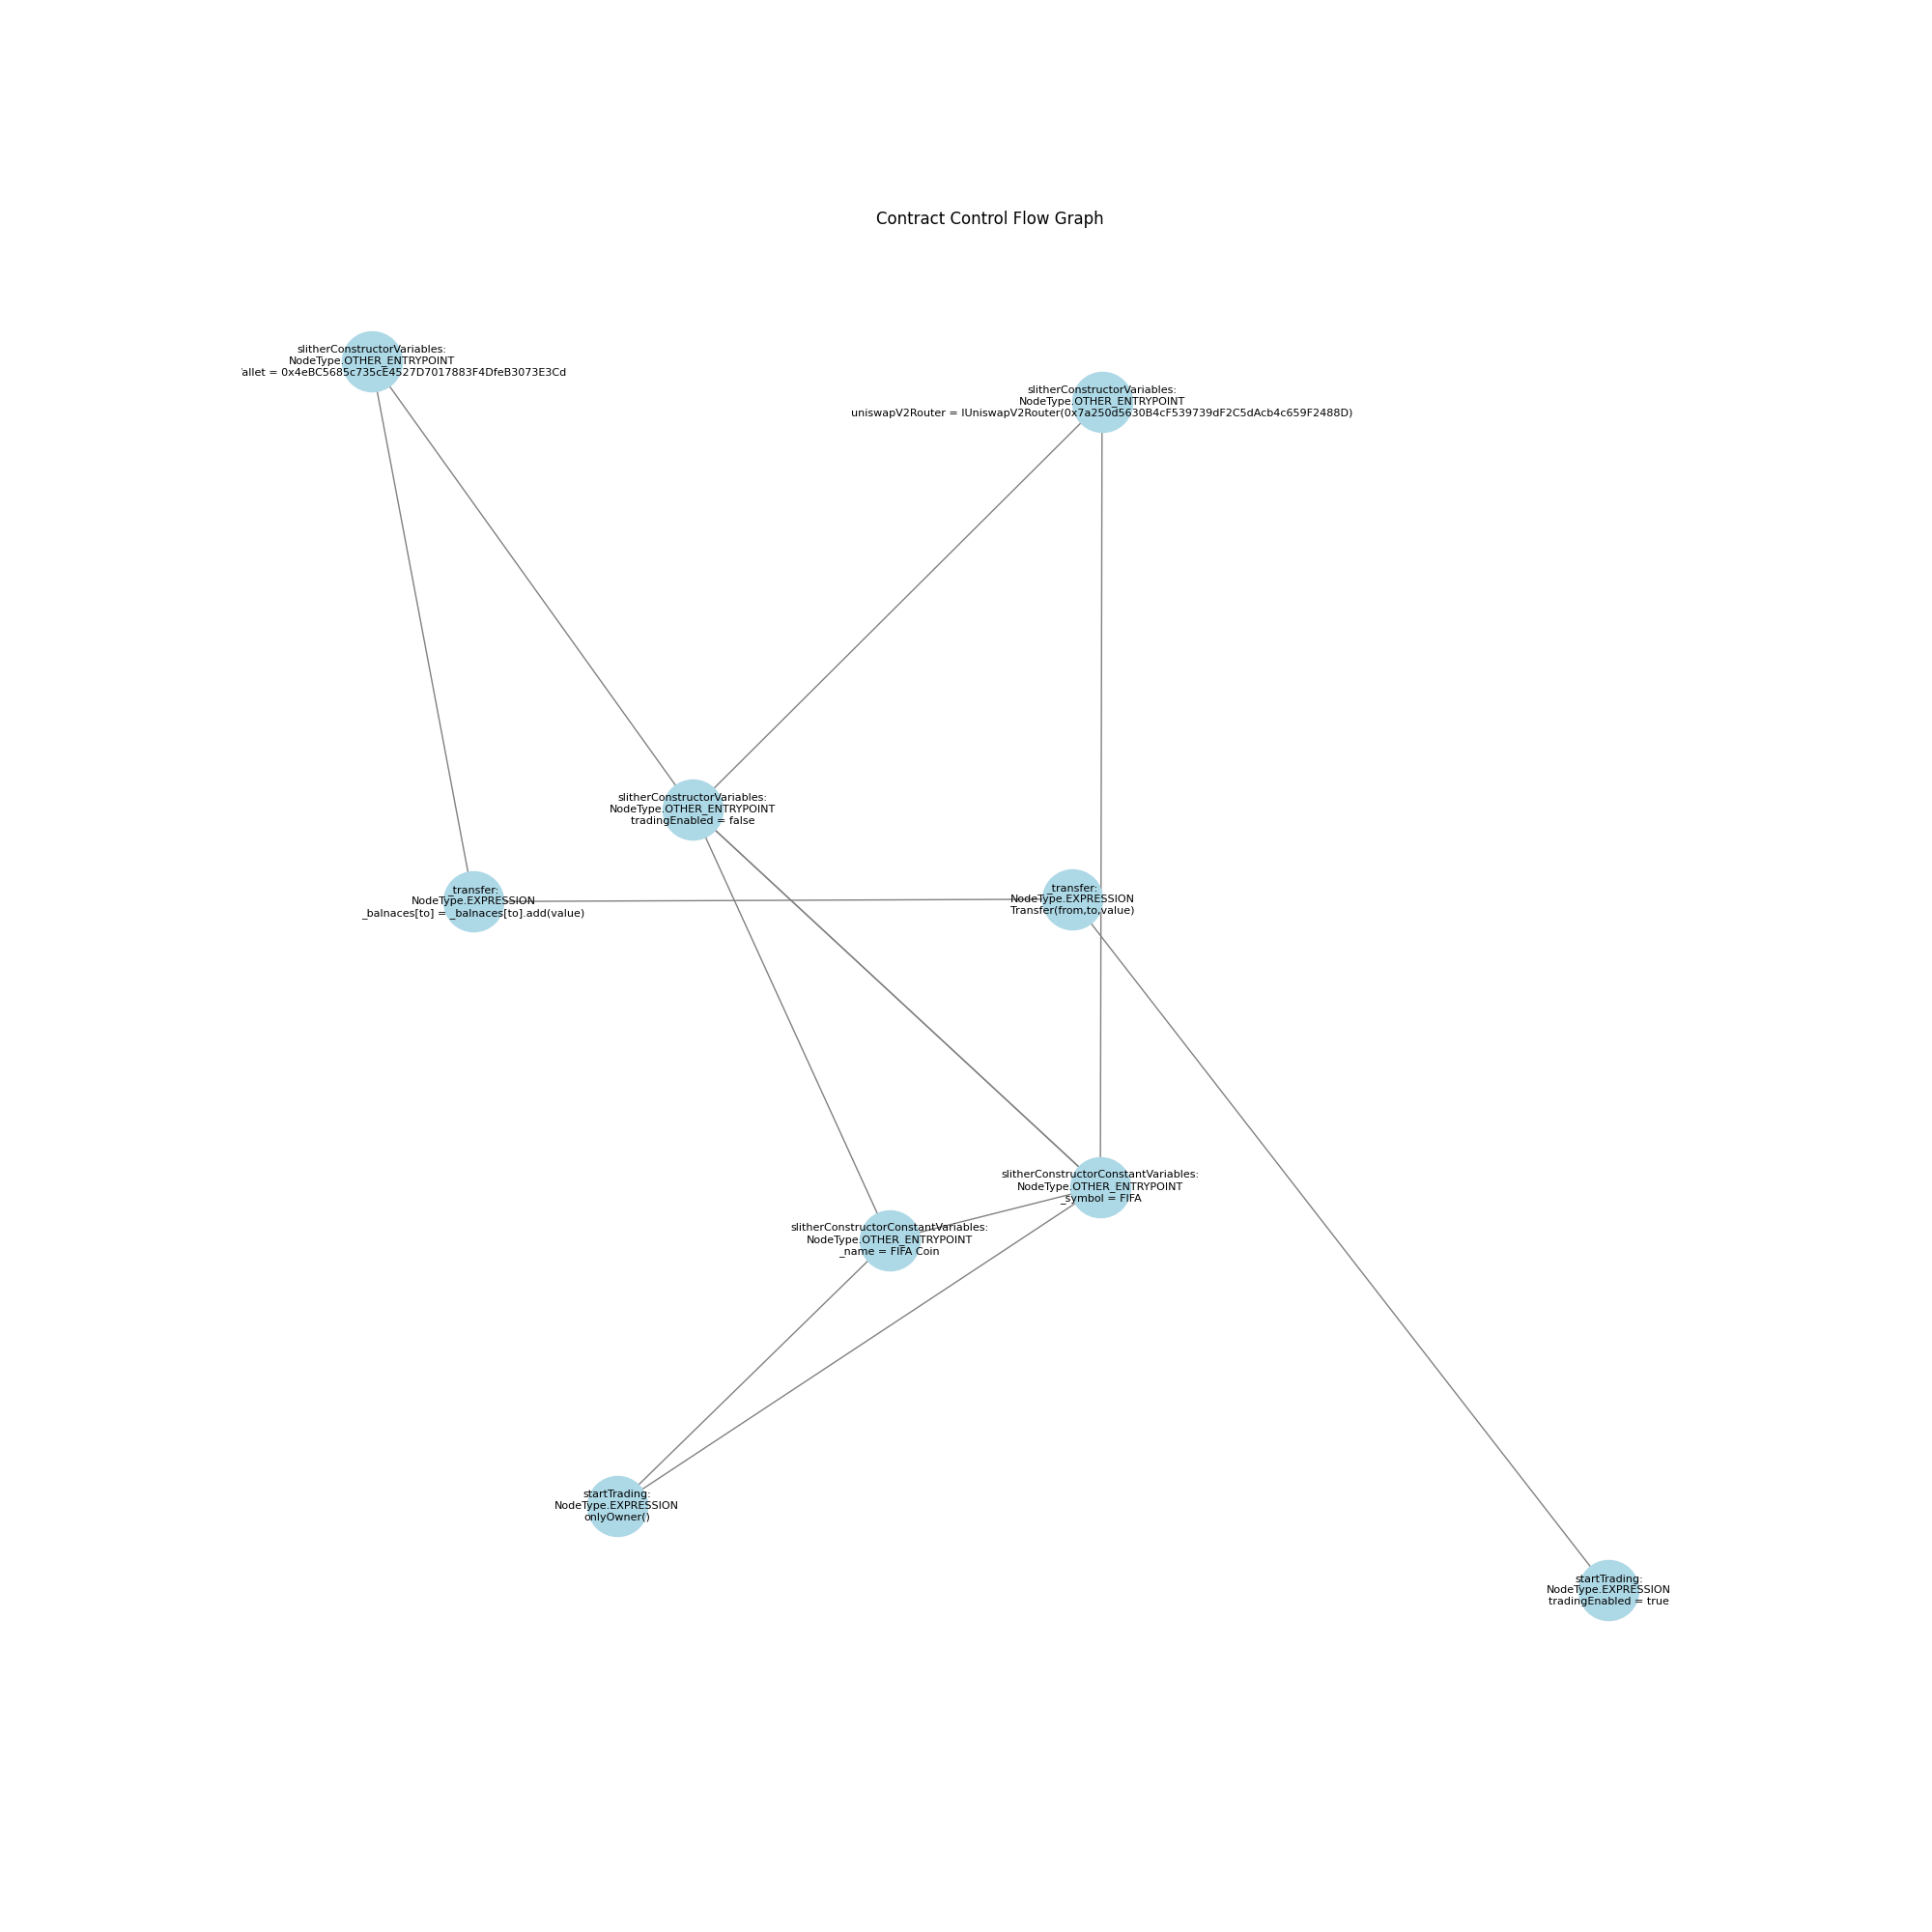 Contract Control Flow Graph
slitherConstructorVariables:
NodeType.OTHER_ENTRYPOINT
allet = 0x4eBC5685c735cE4527D7017883F4DfeB3073E3Cd
slitherConstructorVariables:
NodeType.OTHER_ENTRYPOINT
uniswapV2Router = IUniswapV2Router(0x7a250d5630B4cF539739dF2C5dAcb4c659F2488D)
slitherConstructorVariables:
NodeType.OTHER_ENTRYPOINT
tradingEnabled = false
_transfer:
NodeType.EXPRESSION
_balnaces[to] = _balnaces[to].add(value)
_transfer:
NodeType.EXPRESSION
Transfer(from,to,value)
slitherConstructorConstantVariables:
NodeType.OTHER_ENTRYPOINT
_symbol = FIFA
slitherConstructorConstantVariables:
NodeType.OTHER_ENTRYPOINT
_name = FIFA Coin
startTrading:
NodeType.EXPRESSION
onlyOwner()
startTrading:
NodeType.EXPRESSION
tradingEnabled = true